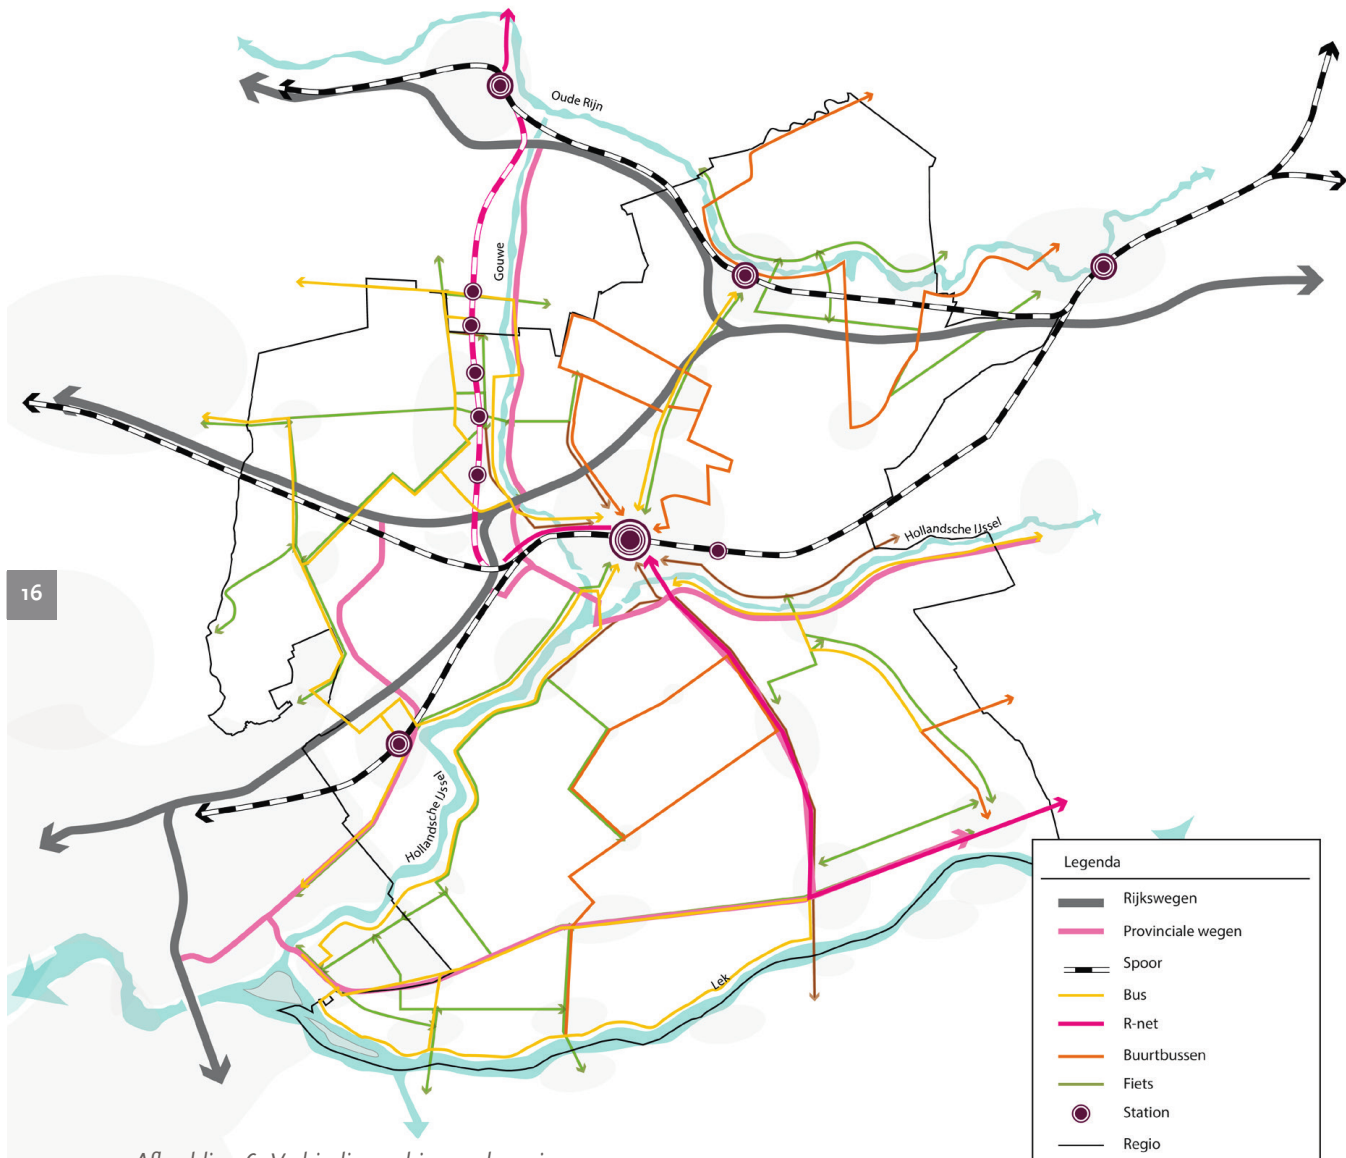 Oude Rijn
Gouwe
Hollandsche IJssel
16
Hollandsche IJssel
Lek
Legenda
Rijkswegen
Provinciale wegen
Spoor
Bus
R-net
Buurtbussen
Fiets
Station
Regio